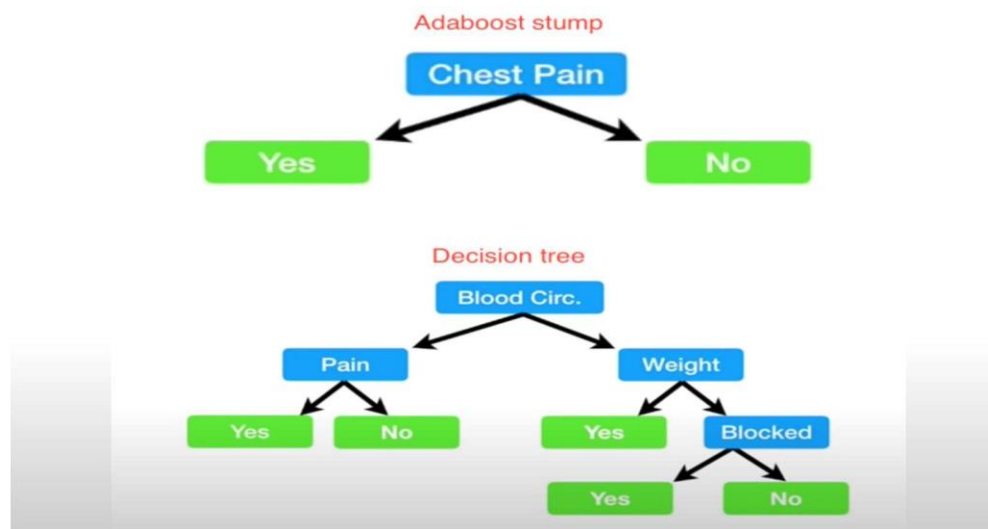 Adaboost stump
Chest Pain
Yes
No
Decision tree
Blood Circ.
Pain
Weight
Yes
No
Yes
Blocked
Yes
No